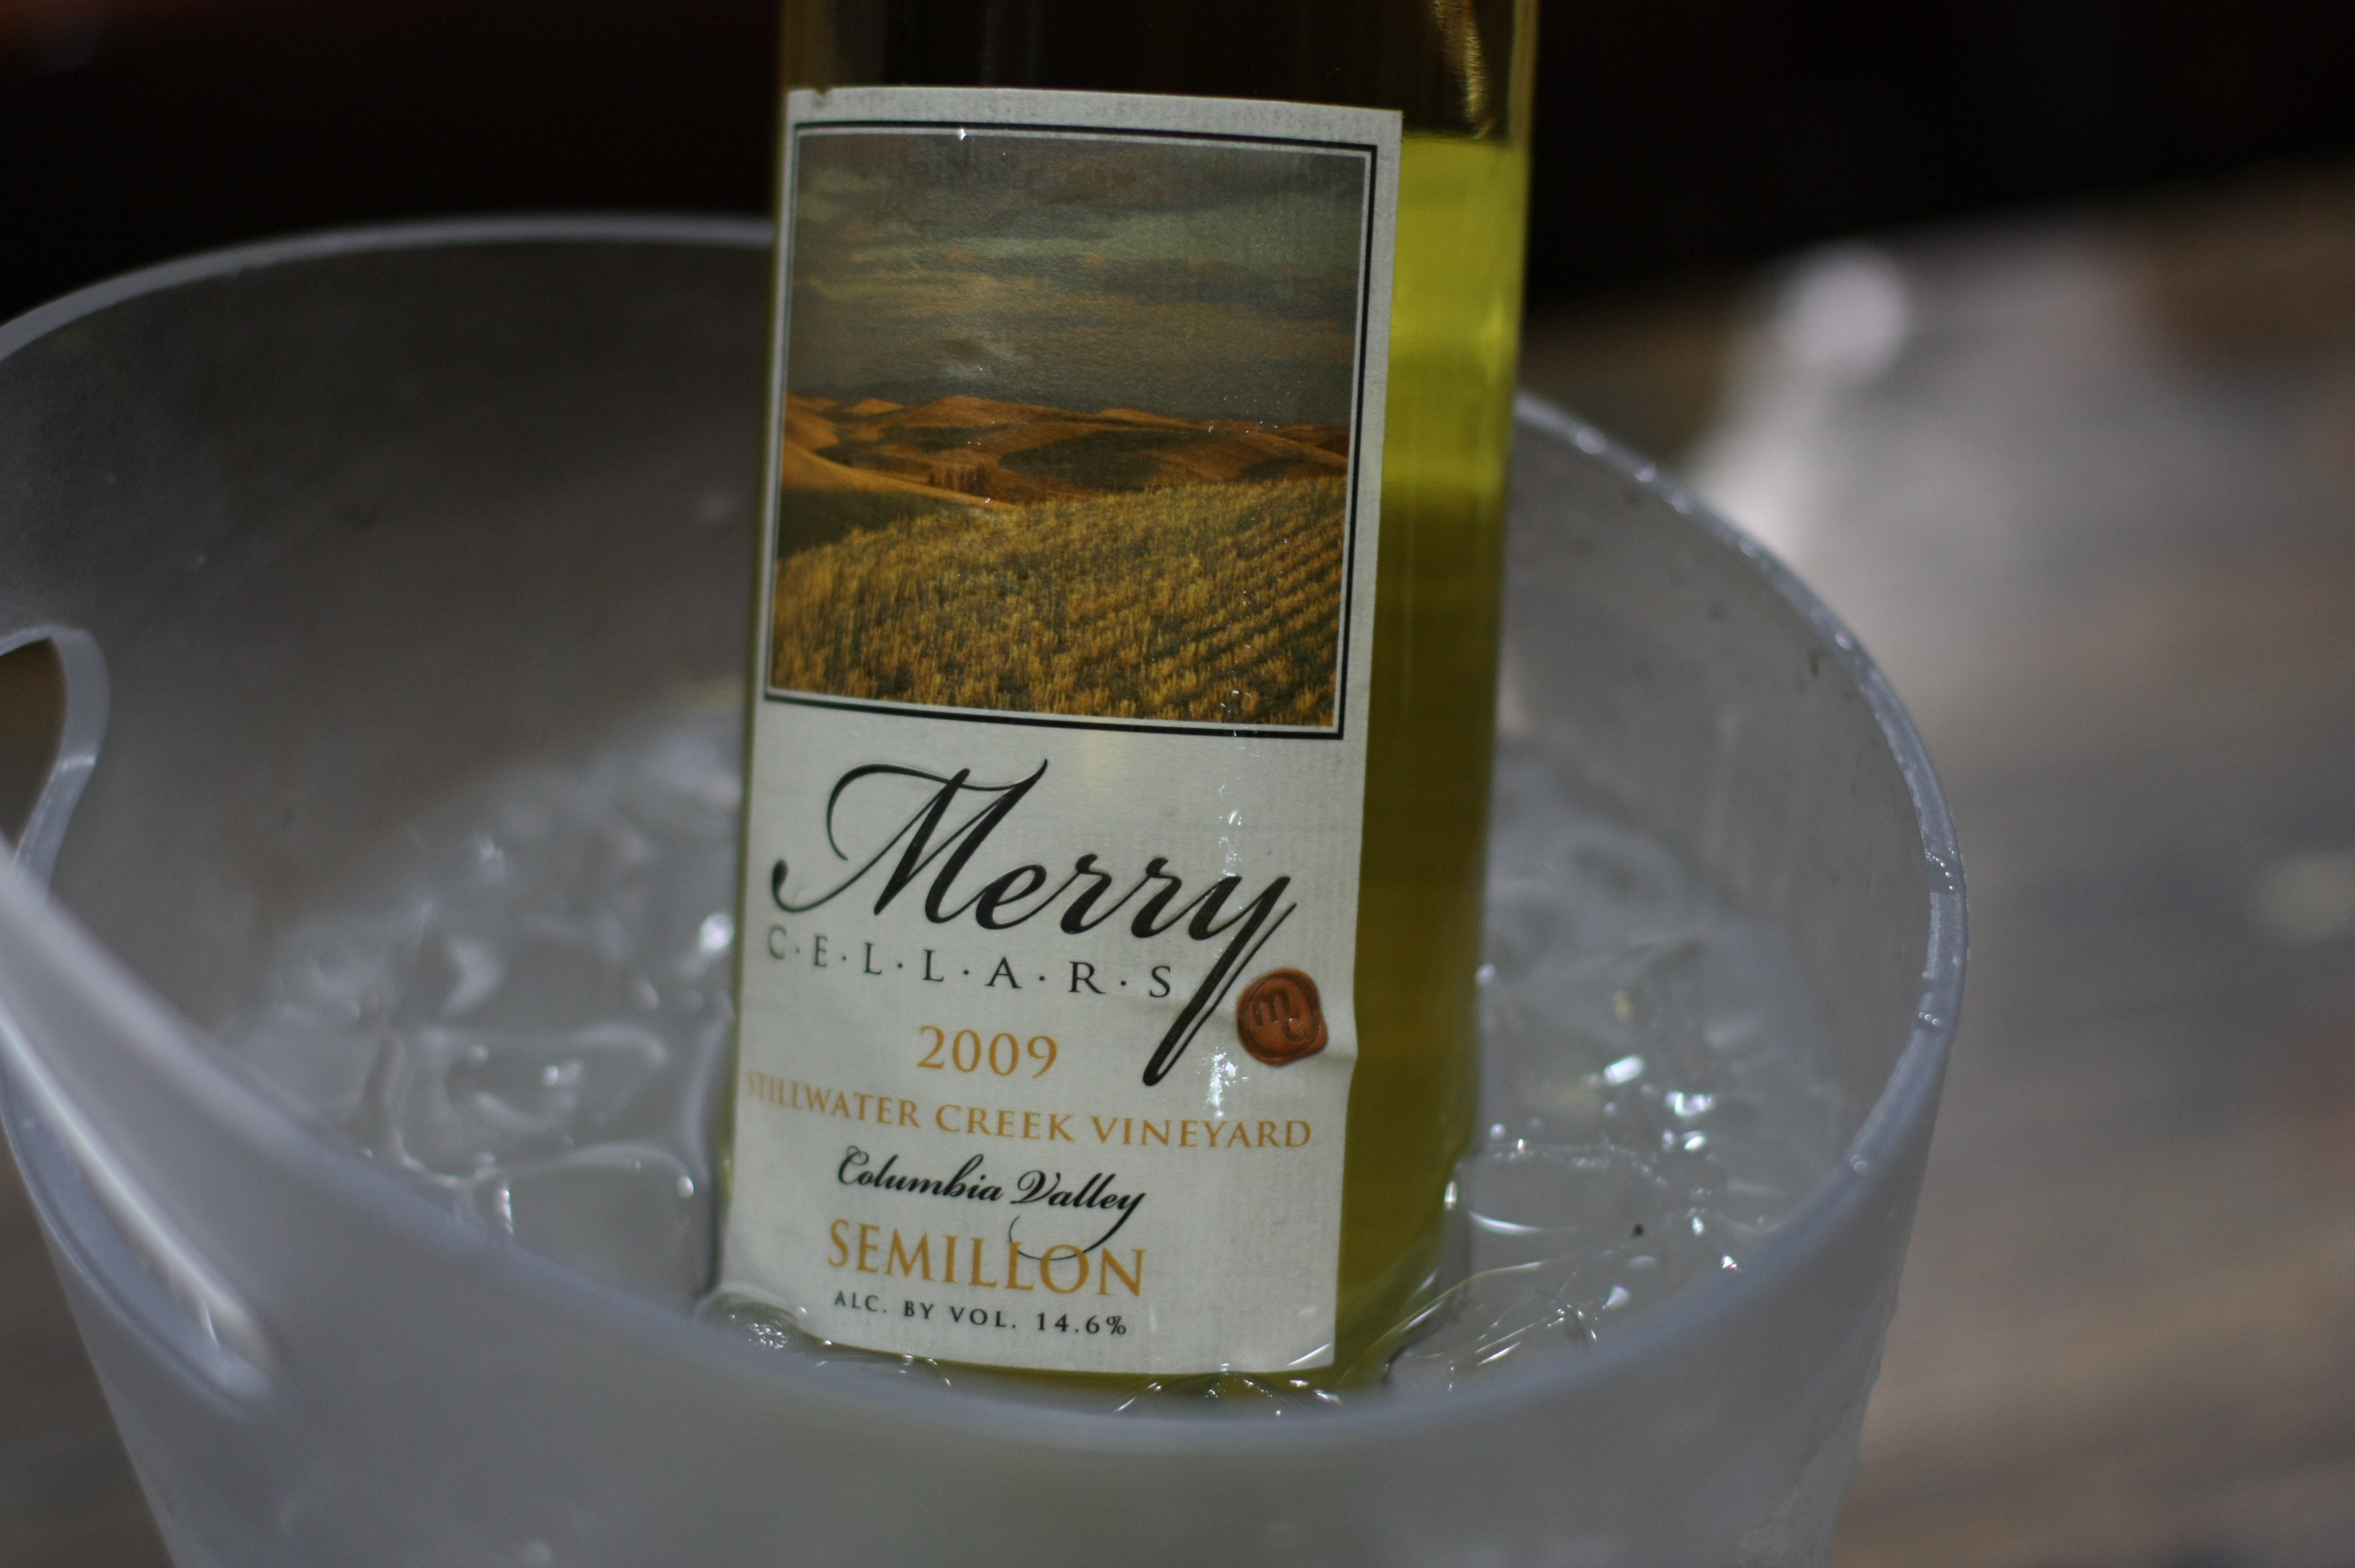 Merry
C·E·L·L·A·R·S
m
2009
STILLWATER CREEK VINEYARD
Columbia Valley
SEMILLON
ALC. BY VOL. 14.6%